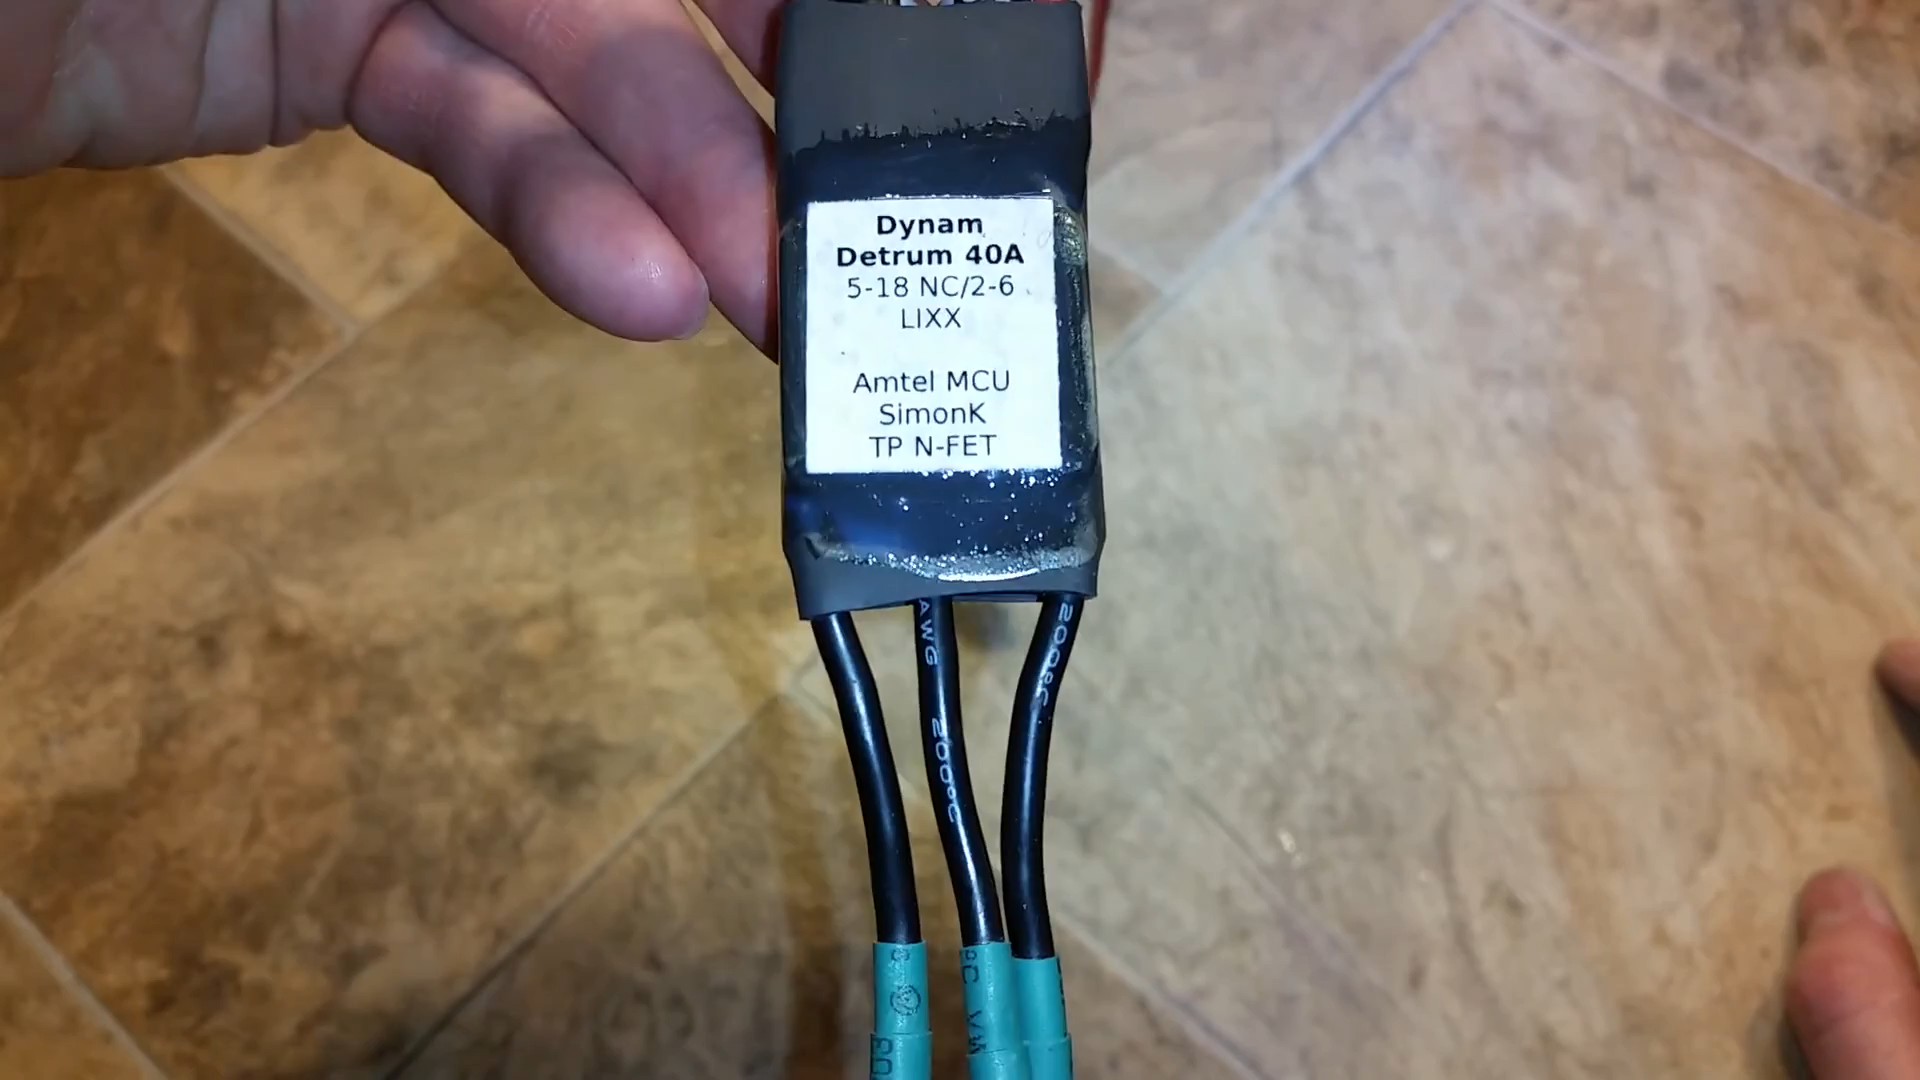 Dynam
Detrum 40A
5-18 NC/2-6
LIXX
Amtel MCU
SimonK
TP N-FET
AWG 200°C
200°C